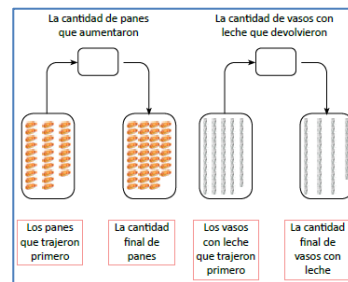 La cantidad de panes
que aumentaron
La cantidad de vasos con
leche que devolvieron
Los panes
que trajeron
primero
La cantidad
final de
panes
Los vasos
con leche
que trajeron
primero
La cantidad
final de
vasos con
leche